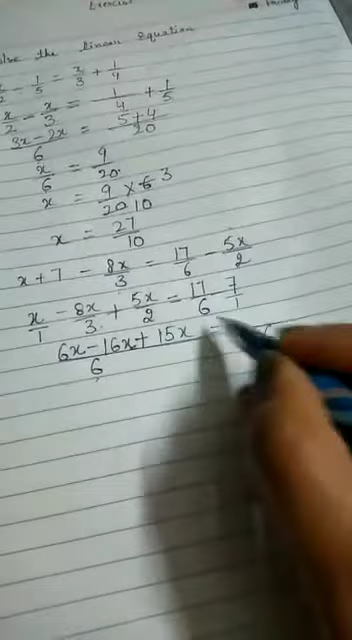 Exercise
the linear equation
x/2 - 1/5 = x/3 + 1/4
x/2 - x/3 = 1/4 + 1/5
3x - 2x / 6 = 5 + 4 / 20
x/6 = 9/20
x = 9/20 × 6 3 10
x = 27/10
x + 7 - 8x/3 = 17/6 - 5x/2
x/1 - 8x/3 + 5x/2 = 17/6 7/1
6x - 16x + 15x / 6